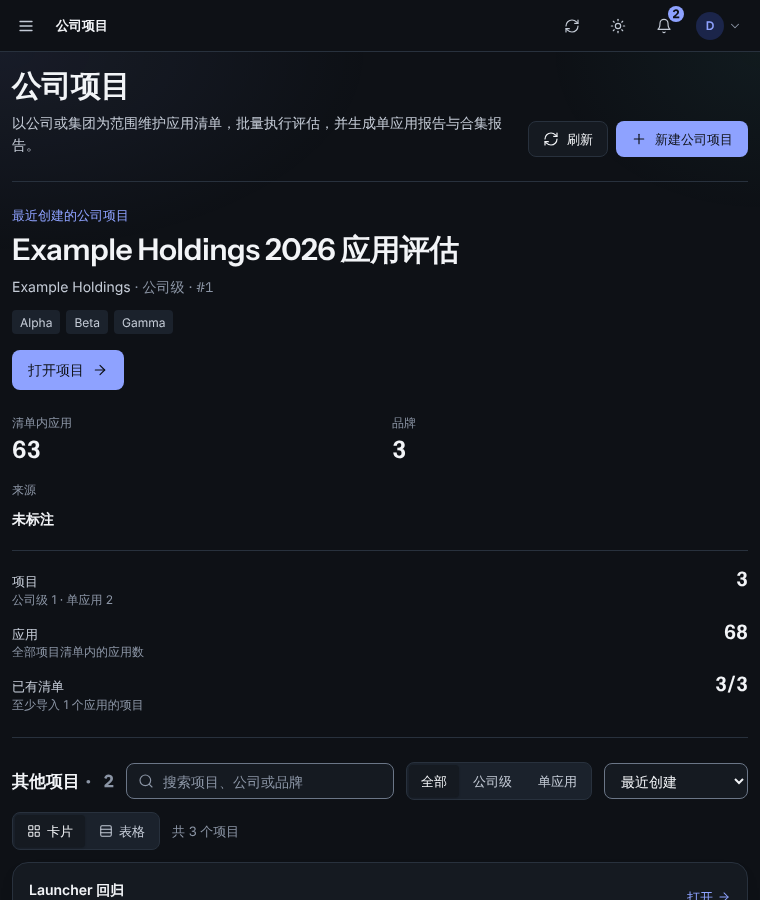 公司项目
2
D
公司项目
以公司或集团为范围维护应用清单，批量执行评估，并生成单应用报告与合集报
告。
刷新
新建公司项目
最近创建的公司项目
Example Holdings 2026 应用评估
Example Holdings · 公司级 · #1
Alpha
Beta
Gamma
打开项目
清单内应用
63
品牌
3
来源
未标注
项目
公司级 1 · 单应用 2
3
应用
全部项目清单内的应用数
68
已有清单
至少导入 1 个应用的项目
3/3
其他项目 · 2
搜索项目、公司或品牌
全部
公司级
单应用
最近创建
卡片
表格
共 3 个项目
Launcher 回归
打开